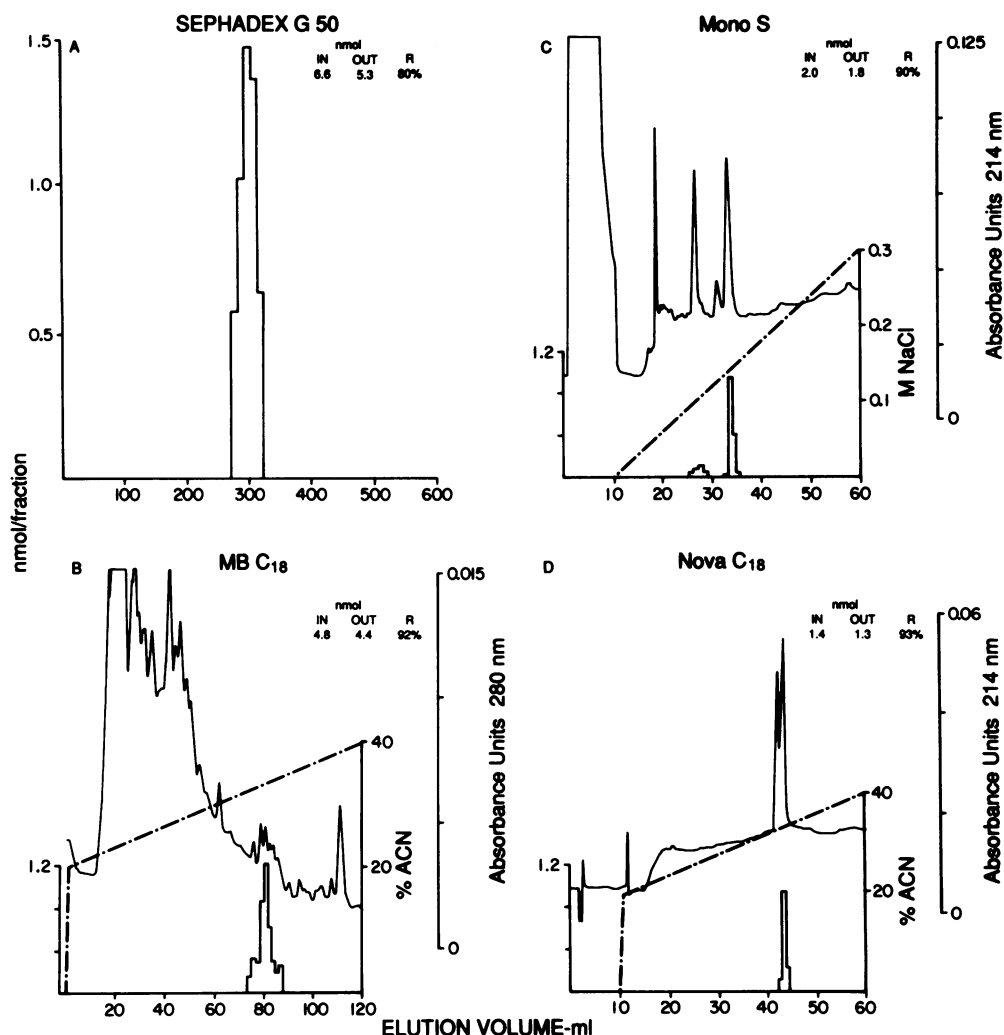 SEPHADEX G 50
A
nmol
IN OUT R
6.6 5.3 80%
1.5
1.0
0.5
100 200 300 400 500 600
nmol/fraction
Mono S
C
nmol
IN OUT R
2.0 1.8 90%
0.125
0
Absorbance Units 214 nm
0.3
0.2
0.1
M NaCl
1.2
10 20 30 40 50 60
MB C18
B
nmol
IN OUT R
4.8 4.4 92%
0.015
0
Absorbance Units 280 nm
40
20
% ACN
1.2
20 40 60 80 100 120
Nova C18
D
nmol
IN OUT R
1.4 1.3 93%
0.06
0
Absorbance Units 214 nm
40
20
% ACN
1.2
10 20 30 40 50 60
ELUTION VOLUME-ml